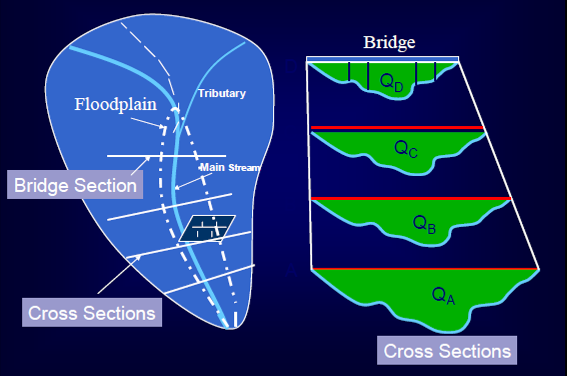 Tributary
Floodplain
Main Stream
Bridge Section
Cross Sections
Bridge
QD
QC
QB
QA
Cross Sections